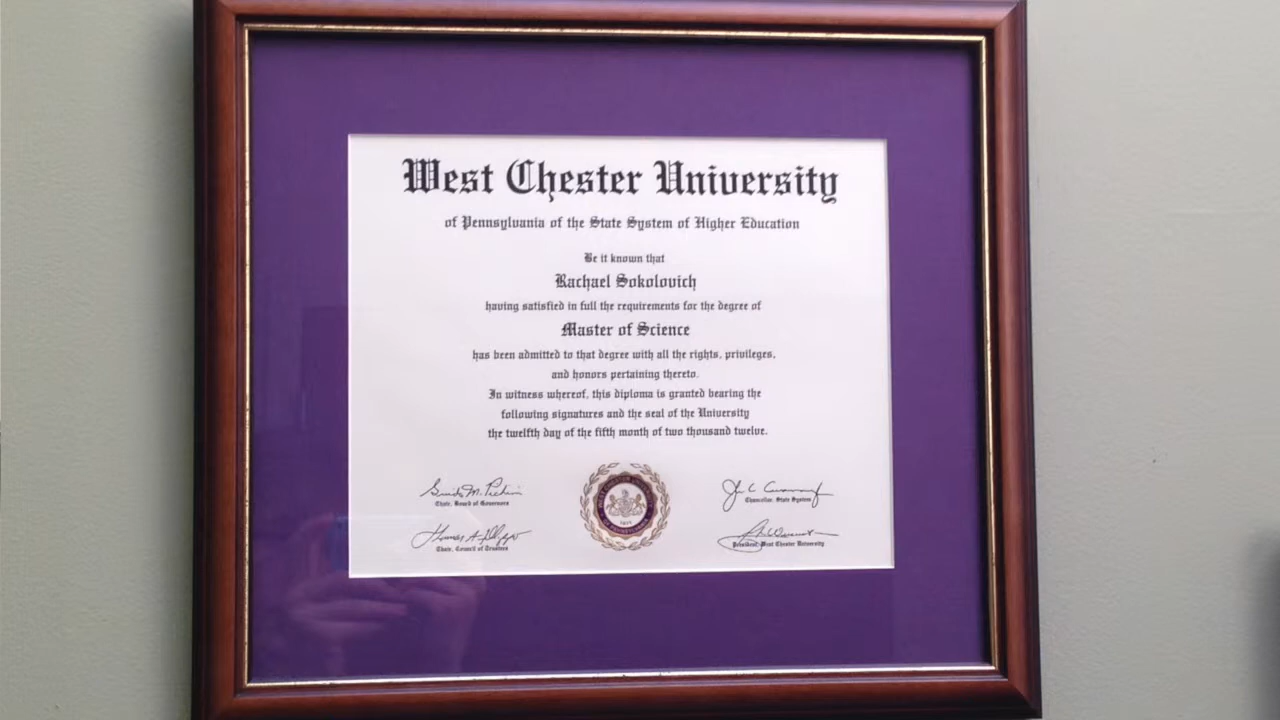 West Chester University
of Pennsylvania of the State System of Higher Education
Be it known that
Rachael Sokolovich
having satisfied in full the requirements for the degree of
Master of Science
has been admitted to that degree with all the rights, privileges,
and honors pertaining thereto.
In witness whereof, this diploma is granted bearing the
following signatures and the seal of the University
the twelfth day of the fifth month of two thousand twelve.
Chair, Board of Governors
Chancellor, State System
Chair, Council of Trustees
President, West Chester University